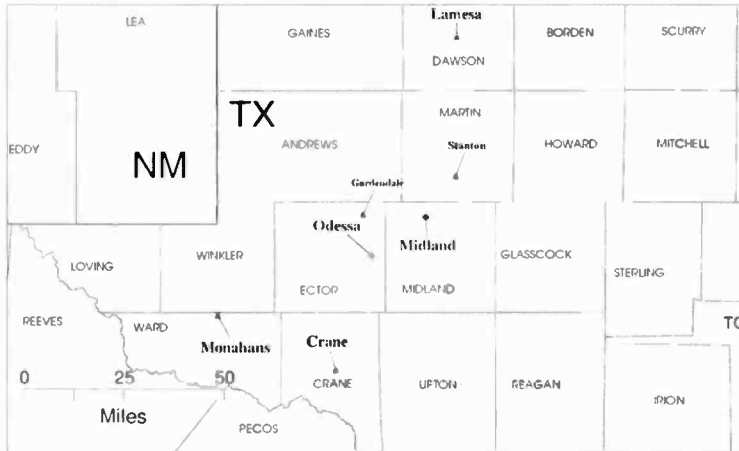 LEA
GAINES
Lamesa
DAWSON
BORDEN
SCURRY
TX
MARTIN
EDDY
NM
ANDREWS
Stanton
HOWARD
MITCHELL
Gardendale
Odessa
Midland
LOVING
WINKLER
GLASSCOCK
STERLING
ECTOR
MIDLAND
REEVES
WARD
Monahans
Crane
TO
0 25 50
CRANE
UPTON
REAGAN
IRION
Miles
PECOS